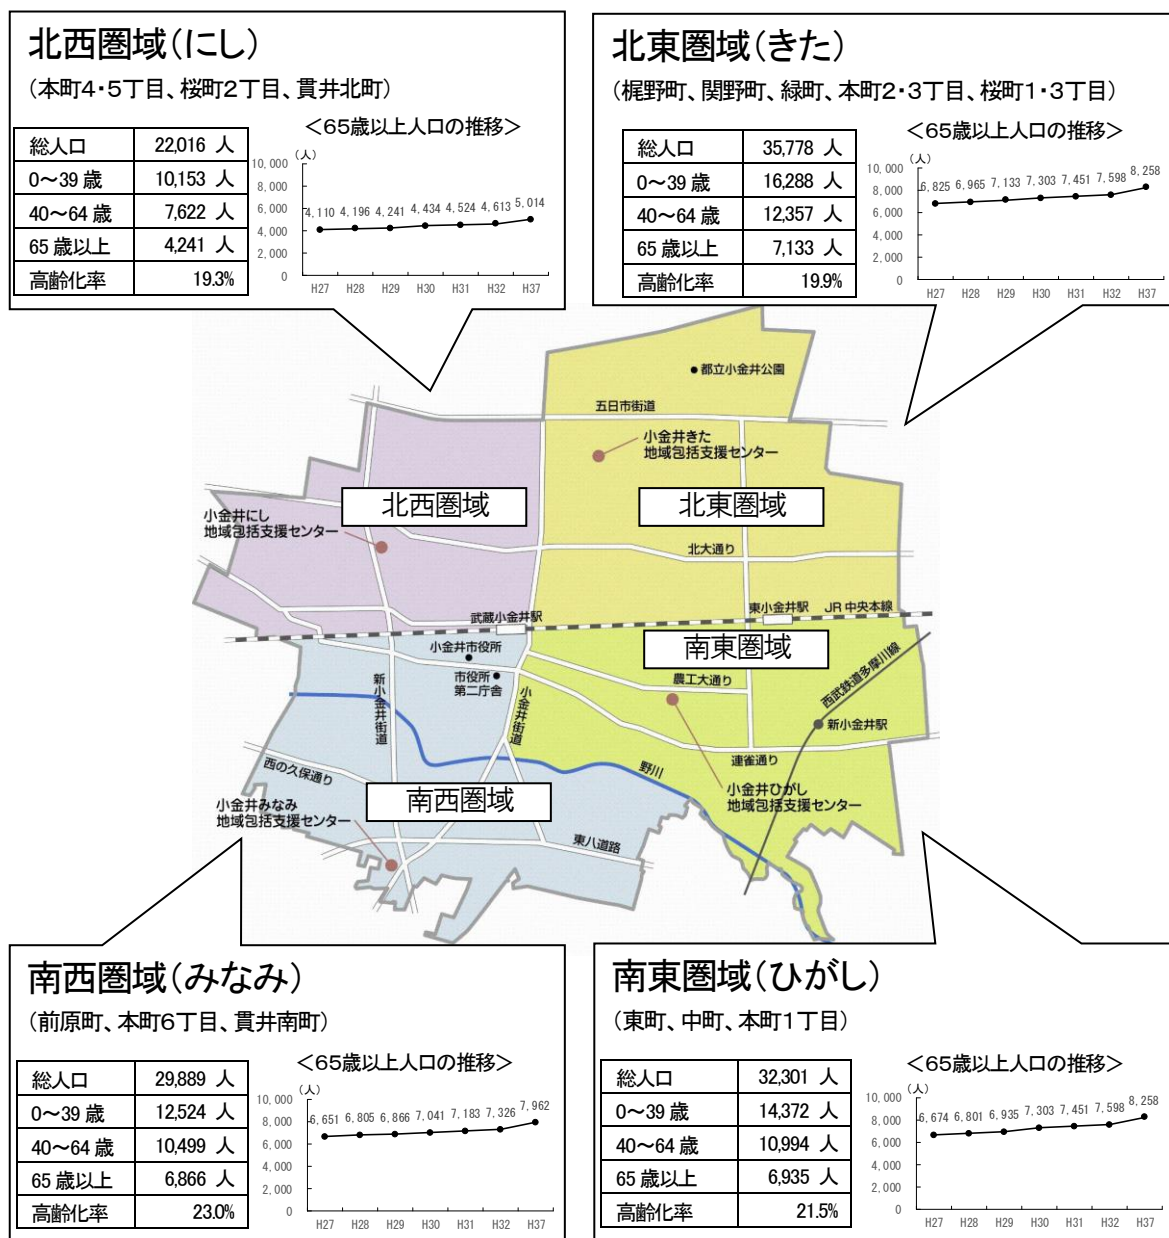 北西圏域（にし）
（本町4・5丁目、桜町2丁目、貫井北町）
総人口 22,016 人
0～39 歳 10,153 人
40～64 歳 7,622 人
65 歳以上 4,241 人
高齢化率 19.3%
＜65歳以上人口の推移＞
（人）
10,000
8,000
6,000
4,000
2,000
0
4,110 4,196 4,241 4,434 4,524 4,613 5,014
H27 H28 H29 H30 H31 H32 H37
北東圏域（きた）
（梶野町、関野町、緑町、本町2・3丁目、桜町1・3丁目）
総人口 35,778 人
0～39 歳 16,288 人
40～64 歳 12,357 人
65 歳以上 7,133 人
高齢化率 19.9%
＜65歳以上人口の推移＞
（人）
10,000
8,000
6,000
4,000
2,000
0
6,825 6,965 7,133 7,303 7,451 7,598 8,258
H27 H28 H29 H30 H31 H32 H37
都立小金井公園
五日市街道
小金井きた
地域包括支援センター
北西圏域
北東圏域
小金井にし
地域包括支援センター
北大通り
武蔵小金井駅
東小金井駅
JR 中央本線
小金井市役所
市役所
第二庁舎
南東圏域
農工大通り
西武鉄道多摩川線
新小金井街道
小金井街道
新小金井駅
連雀通り
西の久保通り
野川
南西圏域
小金井ひがし
地域包括支援センター
小金井みなみ
地域包括支援センター
東八道路
南西圏域（みなみ）
（前原町、本町6丁目、貫井南町）
総人口 29,889 人
0～39 歳 12,524 人
40～64 歳 10,499 人
65 歳以上 6,866 人
高齢化率 23.0%
＜65歳以上人口の推移＞
（人）
10,000
8,000
6,000
4,000
2,000
0
6,651 6,805 6,866 7,041 7,183 7,326 7,962
H27 H28 H29 H30 H31 H32 H37
南東圏域（ひがし）
（東町、中町、本町1丁目）
総人口 32,301 人
0～39 歳 14,372 人
40～64 歳 10,994 人
65 歳以上 6,935 人
高齢化率 21.5%
＜65歳以上人口の推移＞
（人）
10,000
8,000
6,000
4,000
2,000
0
6,674 6,801 6,935 7,303 7,451 7,598 8,258
H27 H28 H29 H30 H31 H32 H37